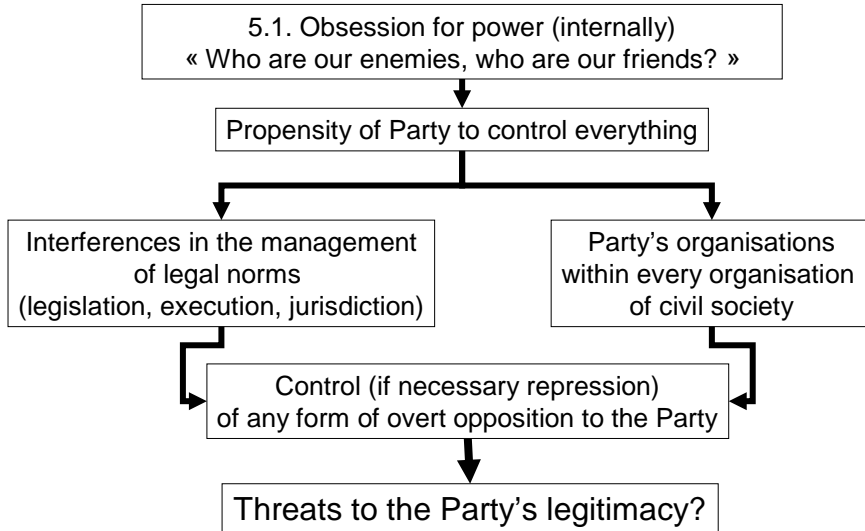 5.1. Obsession for power (internally)
« Who are our enemies, who are our friends? »
Propensity of Party to control everything
Interferences in the management
of legal norms
(legislation, execution, jurisdiction)
Party's organisations
within every organisation
of civil society
Control (if necessary repression)
of any form of overt opposition to the Party
Threats to the Party's legitimacy?